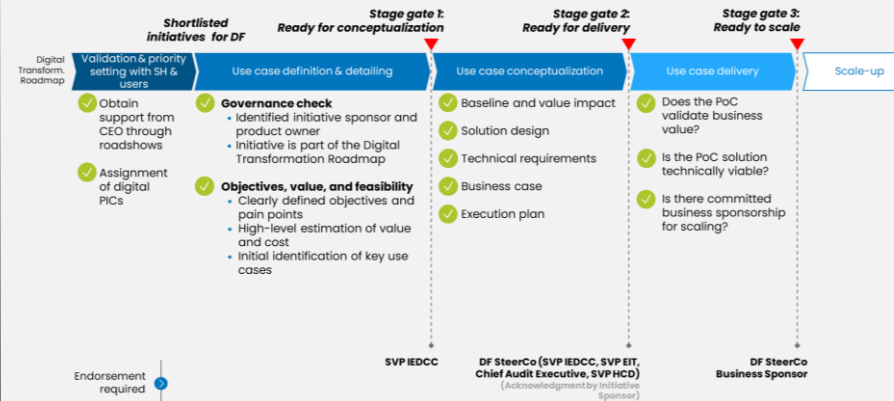 Shortlisted
initiatives for DF
Stage gate 1:
Ready for conceptualization
Stage gate 2:
Ready for delivery
Stage gate 3:
Ready to scale
Digital
Transform.
Roadmap
Validation & priority
setting with SH &
users
Use case definition & detailing
Use case conceptualization
Use case delivery
Scale-up
Obtain
support from
CEO through
roadshows
Assignment
of digital
PICs
Governance check
• Identified initiative sponsor and
product owner
• Initiative is part of the Digital
Transformation Roadmap
Objectives, value, and feasibility
• Clearly defined objectives and
pain points
• High-level estimation of value
and cost
• Initial identification of key use
cases
Baseline and value impact
Solution design
Technical requirements
Business case
Execution plan
Does the PoC
validate business
value?
Is the PoC solution
technically viable?
Is there committed
business sponsorship
for scaling?
Endorsement
required
SVP IEDCC
DF SteerCo (SVP IEDCC, SVP EIT,
Chief Audit Executive, SVP HCD)
(Acknowledgment by Initiative
Sponsor)
DF SteerCo
Business Sponsor